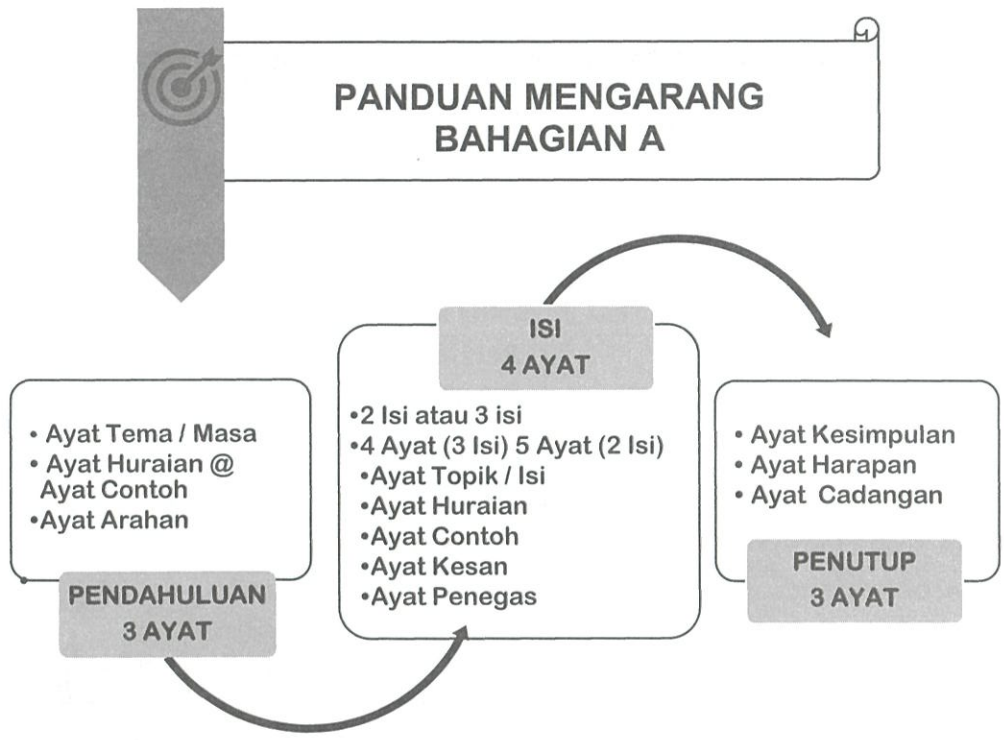 PANDUAN MENGARANG
BAHAGIAN A
• Ayat Tema / Masa
• Ayat Huraian @
Ayat Contoh
•Ayat Arahan
PENDAHULUAN
3 AYAT
ISI
4 AYAT
•2 Isi atau 3 isi
•4 Ayat (3 Isi) 5 Ayat (2 Isi)
•Ayat Topik / Isi
•Ayat Huraian
•Ayat Contoh
•Ayat Kesan
•Ayat Penegas
• Ayat Kesimpulan
• Ayat Harapan
• Ayat Cadangan
PENUTUP
3 AYAT